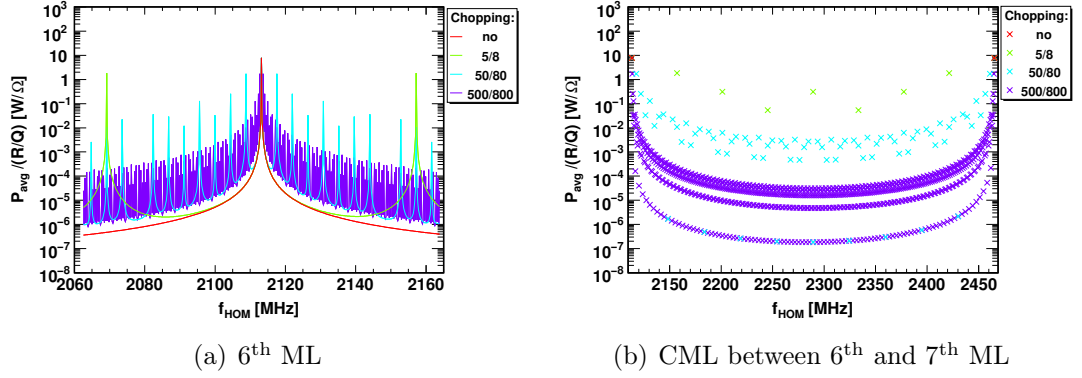 10³
10²
10
1
10⁻¹
10⁻²
10⁻³
10⁻⁴
10⁻⁵
10⁻⁶
10⁻⁷
10⁻⁸
P_avg /(R/Q) [W/Ω]
2060 2080 2100 2120 2140 2160
f_HOM [MHz]
Chopping:
no
5/8
50/80
500/800
(a) 6th ML
10³
10²
10
1
10⁻¹
10⁻²
10⁻³
10⁻⁴
10⁻⁵
10⁻⁶
10⁻⁷
10⁻⁸
P_avg /(R/Q) [W/Ω]
2150 2200 2250 2300 2350 2400 2450
f_HOM [MHz]
Chopping:
no
5/8
50/80
500/800
(b) CML between 6th and 7th ML